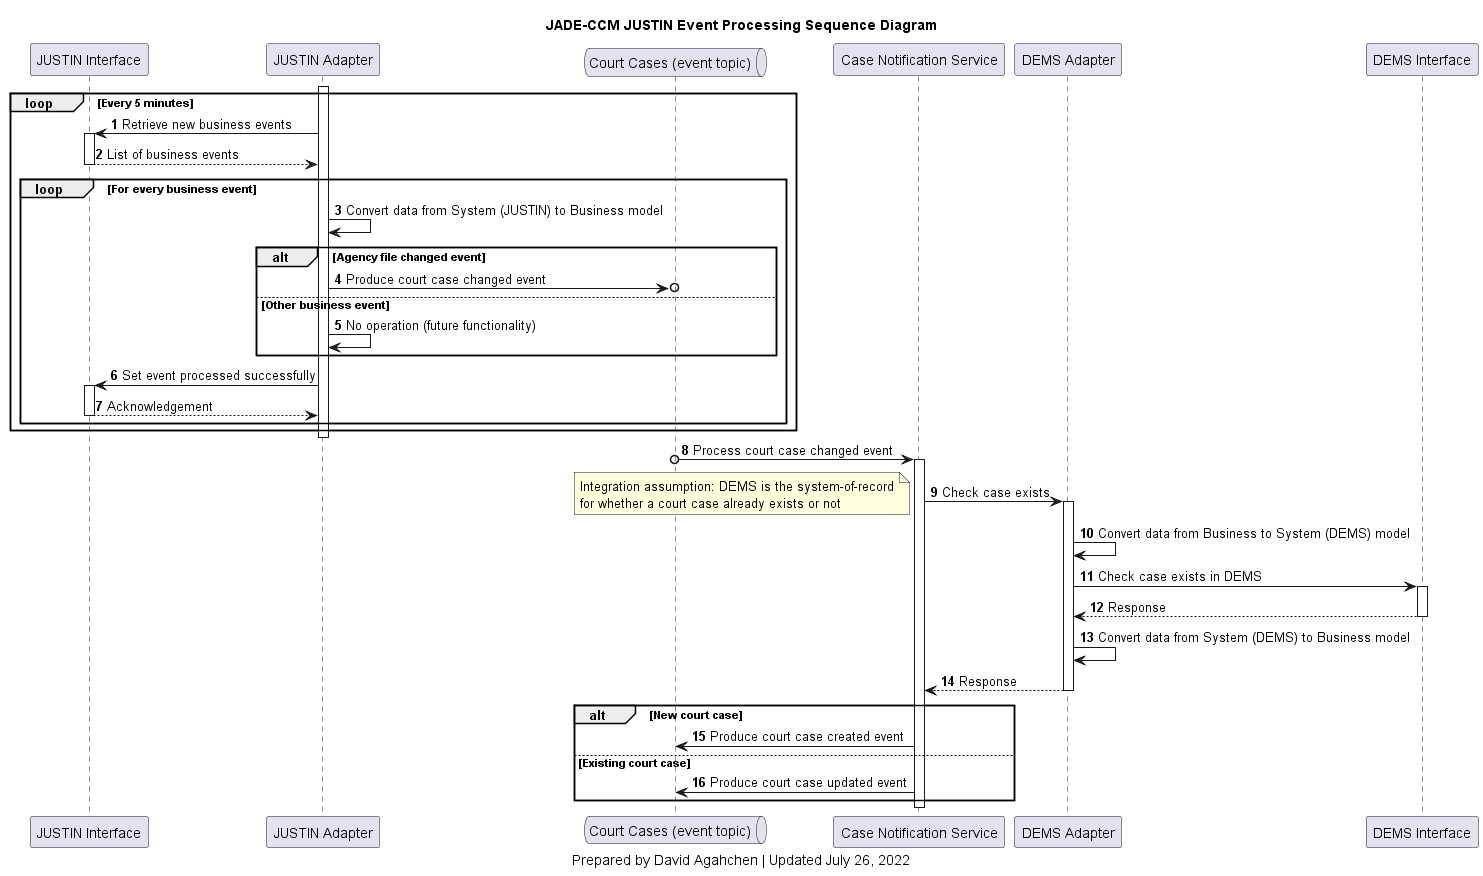 JADE-CCM JUSTIN Event Processing Sequence Diagram
JUSTIN Interface
JUSTIN Adapter
Court Cases (event topic)
Case Notification Service
DEMS Adapter
DEMS Interface
loop [Every 5 minutes]
1 Retrieve new business events
2 List of business events
loop [For every business event]
3 Convert data from System (JUSTIN) to Business model
alt [Agency file changed event]
4 Produce court case changed event
[Other business event]
5 No operation (future functionality)
6 Set event processed successfully
7 Acknowledgement
8 Process court case changed event
Integration assumption: DEMS is the system-of-record
for whether a court case already exists or not
9 Check case exists
10 Convert data from Business to System (DEMS) model
11 Check case exists in DEMS
12 Response
13 Convert data from System (DEMS) to Business model
14 Response
alt [New court case]
15 Produce court case created event
[Existing court case]
16 Produce court case updated event
JUSTIN Interface
JUSTIN Adapter
Court Cases (event topic)
Case Notification Service
DEMS Adapter
DEMS Interface
Prepared by David Agahchen | Updated July 26, 2022